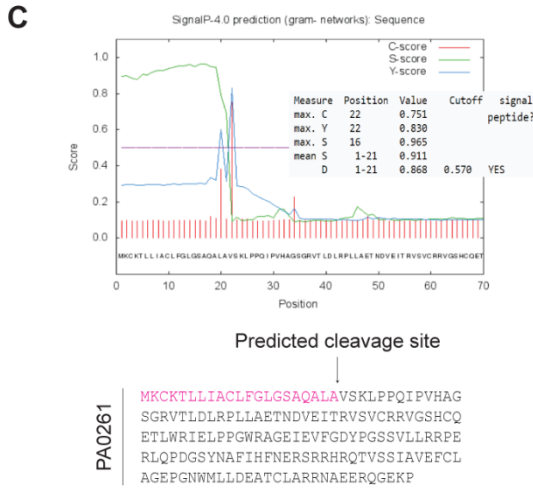 C
SignalP-4.0 prediction (gram- networks): Sequence
C-score
S-score
Y-score
Measure Position Value Cutoff signal peptide?
max. C 22 0.751
max. Y 22 0.830
max. S 16 0.965
mean S 1-21 0.911
D 1-21 0.868 0.570 YES
1.0
0.8
0.6
0.4
0.2
0.0
Score
MKCKTLLIACLFGLGSAQALAVSKLPPQIPVHAGSGRVTLDLRPLLAETNDVEITRVSVCRRVGSHCQET
0 10 20 30 40 50 60 70
Position
Predicted cleavage site
PA0261
MKCKTLLIACLFGLGSAQALAVSKLPPQIPVHAG
SGRVTLDLRPLLAETNDVEITRVSVCRRVGSHCQ
ETLWRIELPPGWRAGEIEVFGDYPGSSVLLRRPE
RLQPDGSYNAFIHFNERSRRHRQTVSSIAVEFCL
AGEPGNWMLLDEATCLARRNAEERQGEKP